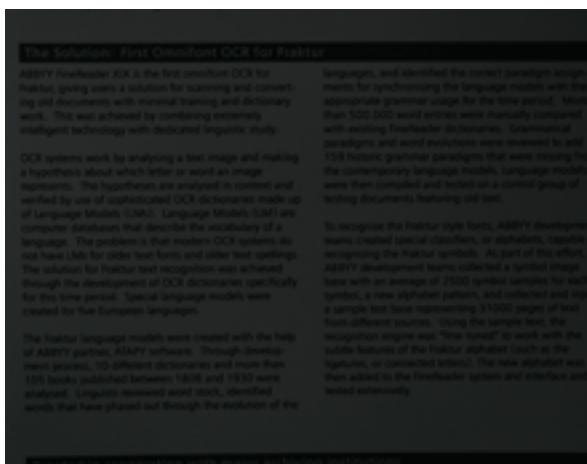 The Solution: First Omnifont OCR for Fraktur
ABBYY FineReader XIX is the first omnifont OCR for
Fraktur, giving users a solution for scanning and convert-
ing old documents with minimal training and dictionary
work. This was achieved by combining extremely
intelligent technology with dedicated linguistic study.
OCR systems work by analysing a text image and making
a hypothesis about which letter or word an image
represents. The hypotheses are analysed in context and
verified by use of sophisticated OCR dictionaries made up
of Language Models (LMs). Language Models (LM) are
computer databases that describe the vocabulary of a
language. The problem is that modern OCR systems do
not have LMs for older text fonts and older text spellings.
The solution for Fraktur text recognition was achieved
through the development of OCR dictionaries specifically
for this time period. Special language models were
created for five European languages.
The Fraktur language models were created with the help
of ABBYY partner, ATAPY software. Through develop-
ment process, 10 different dictionaries and more than
105 books published between 1808 and 1930 were
analysed. Linguists reviewed word stock, identified
words that have phased out through the evolution of the
languages, and identified the correct paradigm assign-
ments for synchronising the language models with the
appropriate grammer usage for the time period. More
than 500 000 word entries were manually compared
with existing FineReader dictionaries. Grammatical
paradigms and word evolutions were reviewed to add
159 historic grammar paradigms that were missing
the contemporary language models. Language models
were then compiled and tested on a control group of
testing documents featuring old text.
To recognise the Fraktur style fonts, ABBYY developme
teams created special classifiers, or alphabets, capable
recognising the Fraktur symbols. As part of this effort,
ABBYY development teams collected a symbol image
base with an average of 2500 symbol samples for each
symbol, a new alphabet pattern, and collected and
a sample text base representing 31000 pages of text
from different sources. Using the sample text, the
recognition engine was "fine tuned" to work with the
subtle features of the Fraktur alphabet (such as the
ligatures, or connected letters). The new alphabet was
then added to the FineReader system and interface and
tested extensively.